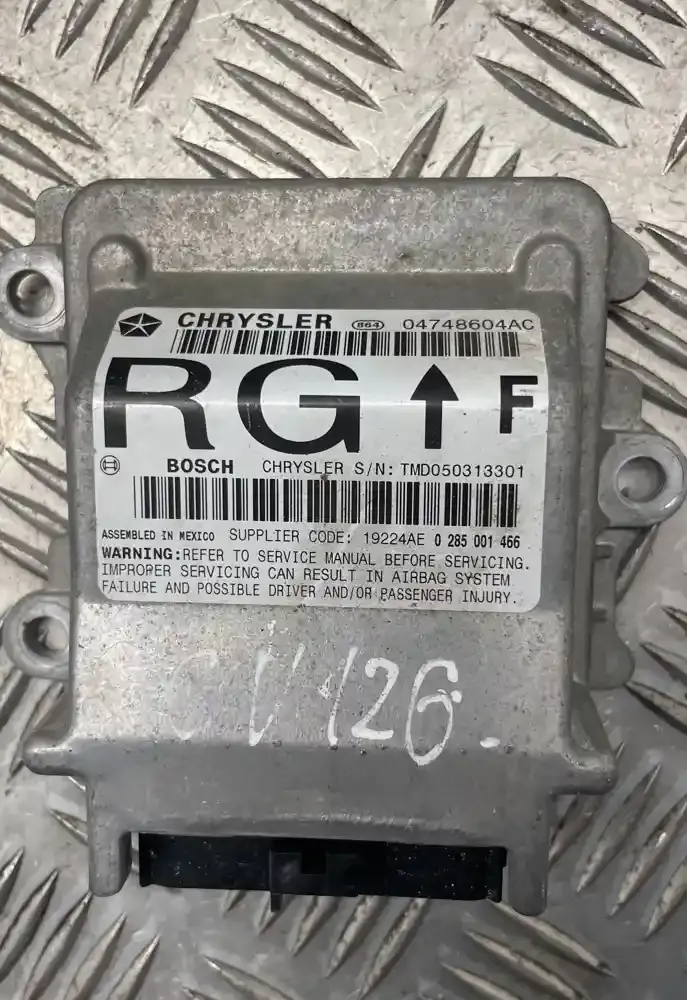 CHRYSLER 864 04748604AC
RG F
BOSCH CHRYSLER S/N: TMD050313301
ASSEMBLED IN MEXICO SUPPLIER CODE: 19224AE 0 285 001 466
WARNING:REFER TO SERVICE MANUAL BEFORE SERVICING.
IMPROPER SERVICING CAN RESULT IN AIRBAG SYSTEM
FAILURE AND POSSIBLE DRIVER AND/OR PASSENGER INJURY.
126.